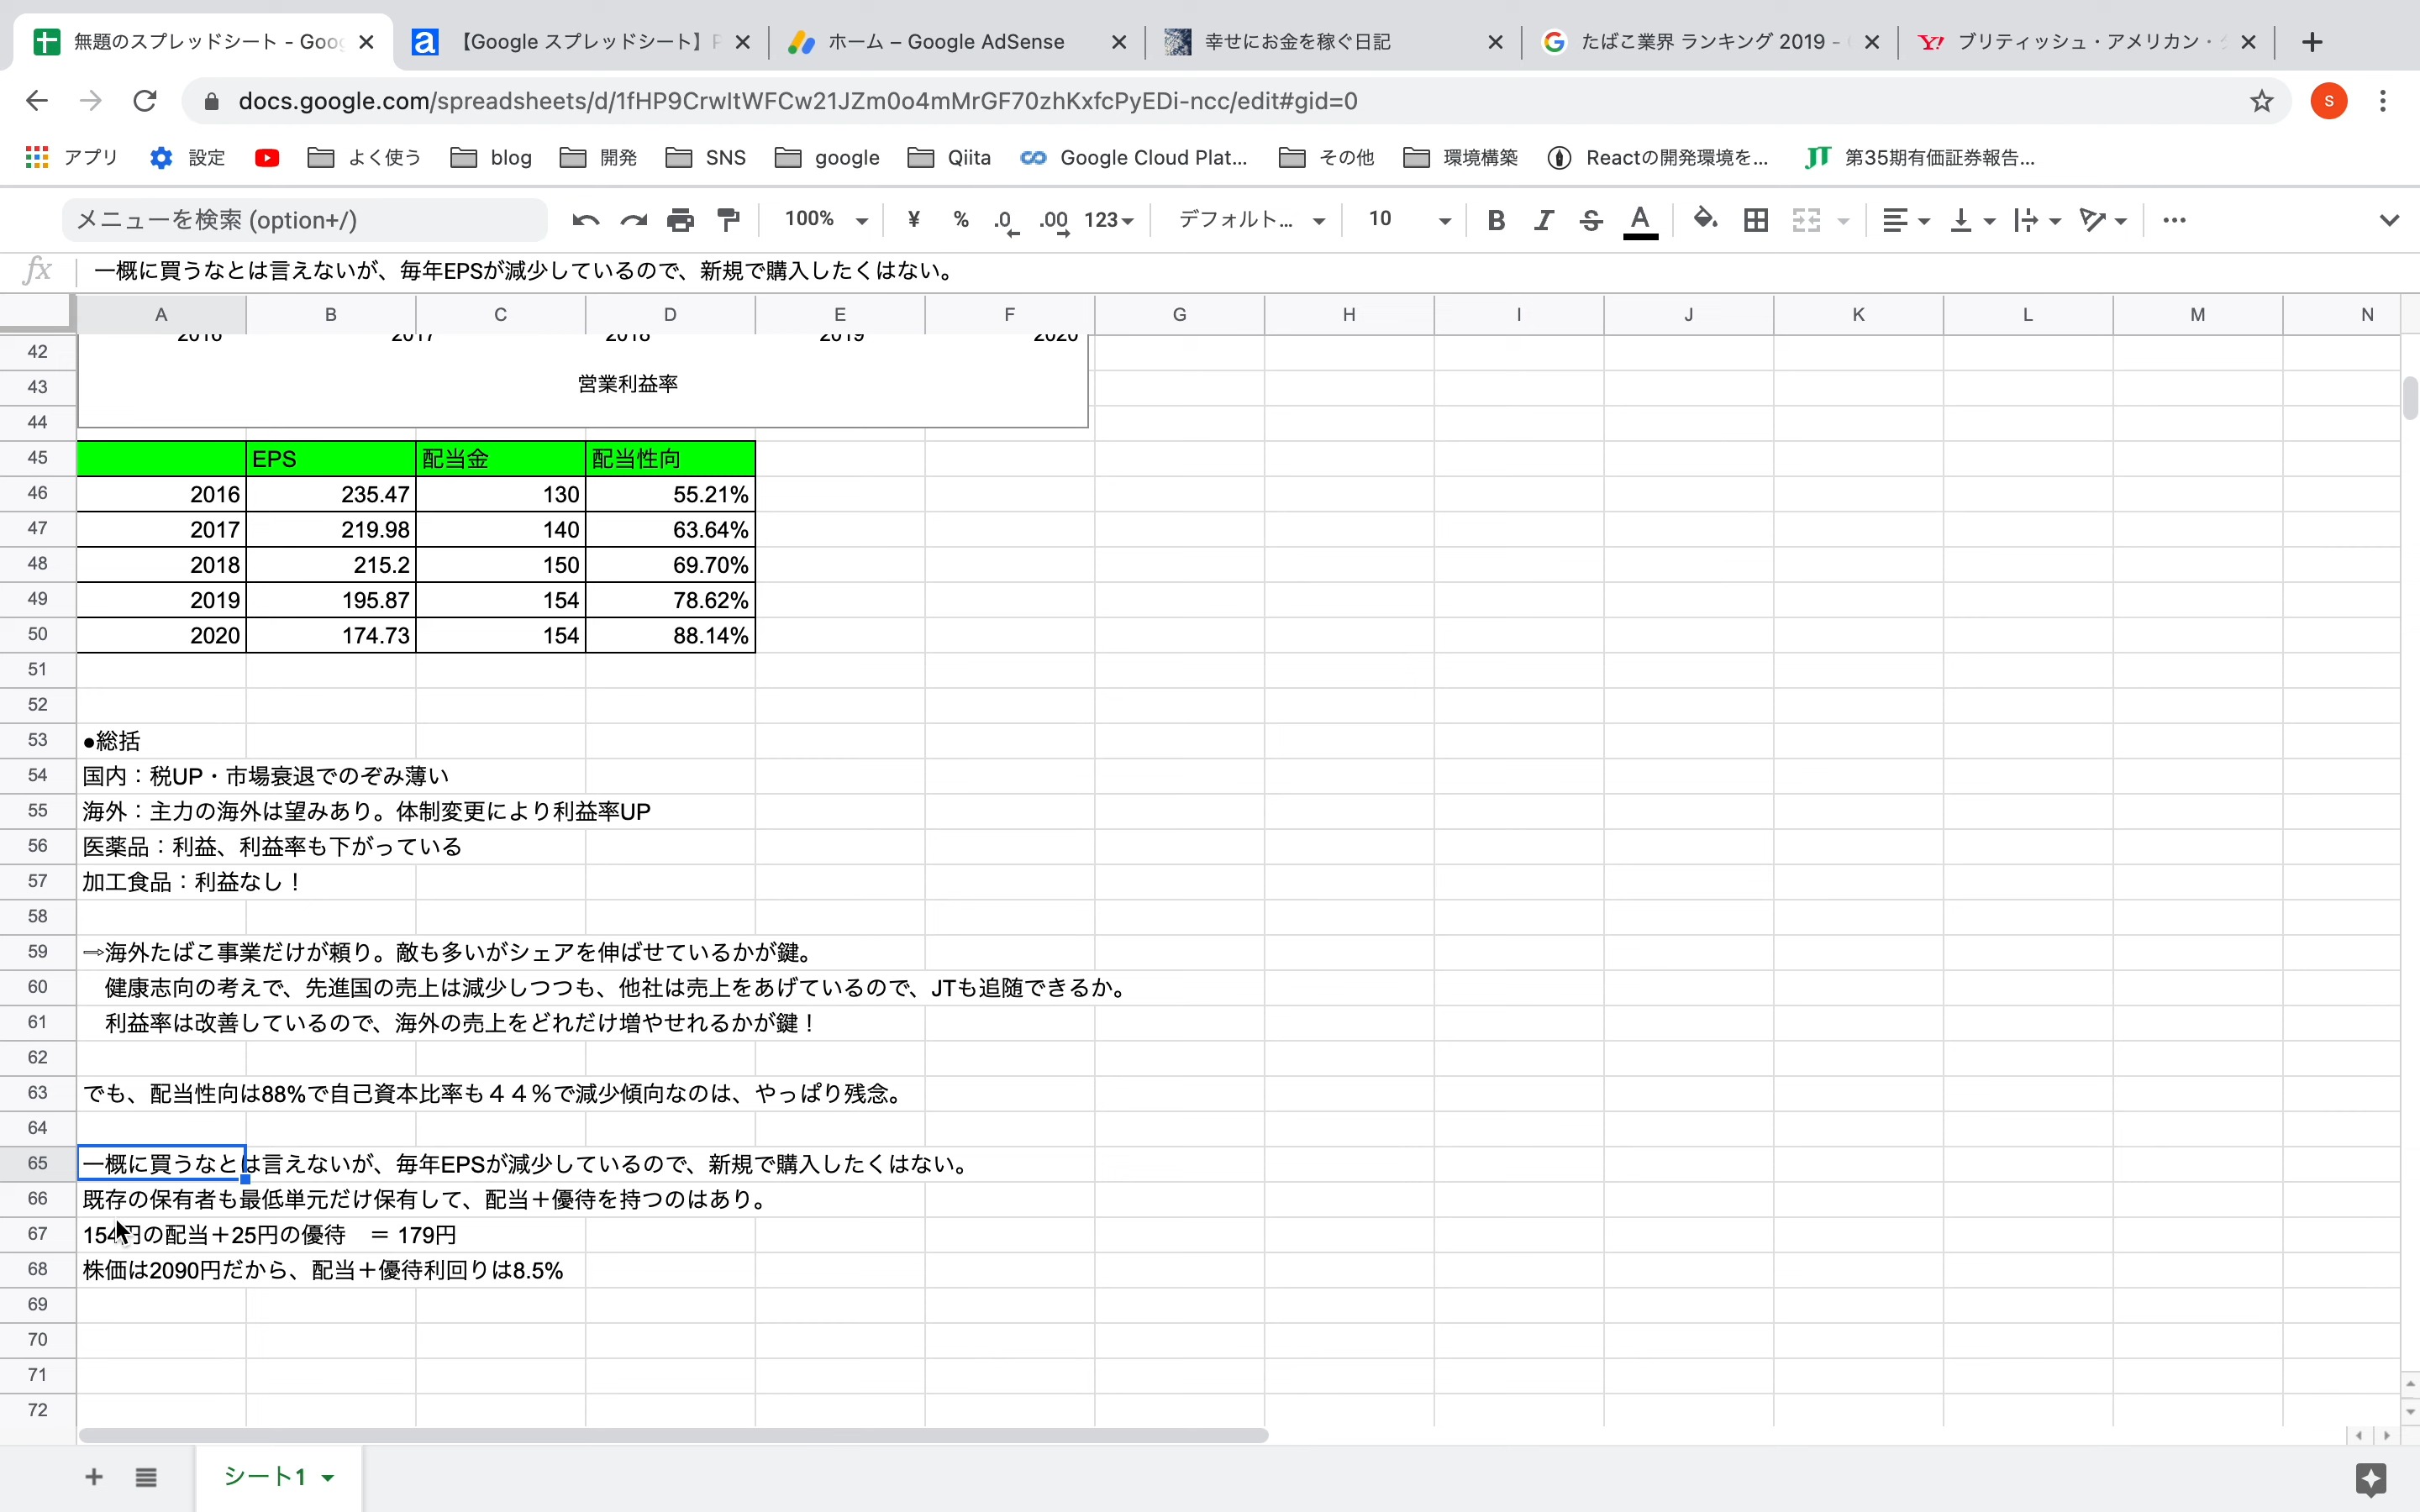 無題のスプレッドシート - Goo
【Google スプレッドシート】
ホーム – Google AdSense
幸せにお金を稼ぐ日記
たばこ業界 ランキング 2019 -
ブリティッシュ・アメリカン・
docs.google.com/spreadsheets/d/1fHP9CrwItWFCw21JZm0o4mMrGF70zhKxfcPyEDi-ncc/edit#gid=0
S
アプリ 設定 よく使う blog 開発 SNS google Qiita Google Cloud Plat... その他 環境構築 Reactの開発環境を... 第35期有価証券報告...
メニューを検索 (option+/) 100% ¥ % .0 .00 123 デフォルト... 10 B I S A
fx 一概に買うなとは言えないが、毎年EPSが減少しているので、新規で購入したくはない。
A B C D E F G H I J K L M N
2016 2017 2018 2019 2020
42
43 営業利益率
44
45 EPS 配当金 配当性向
46 2016 235.47 130 55.21%
47 2017 219.98 140 63.64%
48 2018 215.2 150 69.70%
49 2019 195.87 154 78.62%
50 2020 174.73 154 88.14%
51
52
53 ●総括
54 国内：税UP・市場衰退でのぞみ薄い
55 海外：主力の海外は望みあり。体制変更により利益率UP
56 医薬品：利益、利益率も下がっている
57 加工食品：利益なし！
58
59 ⇒海外たばこ事業だけが頼り。敵も多いがシェアを伸ばせているかが鍵。
60 健康志向の考えで、先進国の売上は減少しつつも、他社は売上をあげているので、JTも追随できるか。
61 利益率は改善しているので、海外の売上をどれだけ増やせれるかが鍵！
62
63 でも、配当性向は88%で自己資本比率も４４％で減少傾向なのは、やっぱり残念。
64
65 一概に買うなとは言えないが、毎年EPSが減少しているので、新規で購入したくはない。
66 既存の保有者も最低単元だけ保有して、配当＋優待を持つのはあり。
67 154円の配当＋25円の優待　＝ 179円
68 株価は2090円だから、配当＋優待利回りは8.5%
69
70
71
72
シート1